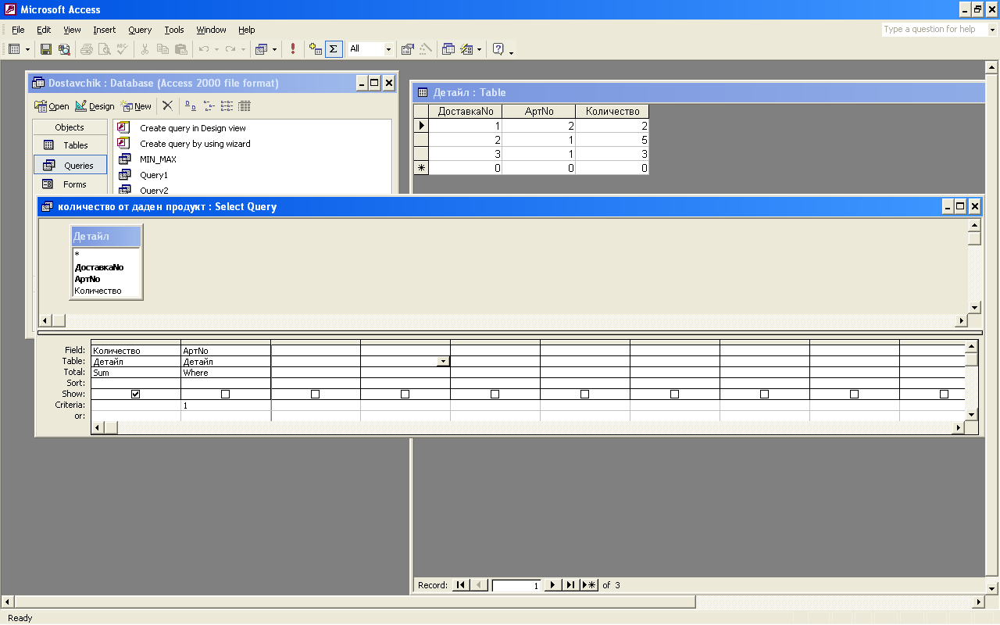 Microsoft Access
File Edit View Insert Query Tools Window Help
Type a question for help
All
Dostavchik : Database (Access 2000 file format)
Open Design New
Objects
Tables
Queries
Forms
Create query in Design view
Create query by using wizard
MIN_MAX
Query1
Query2
Детайл : Table
ДоставкаNo АртNo Количество
1 2 2
2 1 5
3 1 3
0 0 0
количество от даден продукт : Select Query
Детайл
*
ДоставкаNo
АртNo
Количество
Field: Количество АртNo
Table: Детайл Детайл
Total: Sum Where
Sort:
Show:
Criteria: 1
or:
Record: 1 of 3
Ready